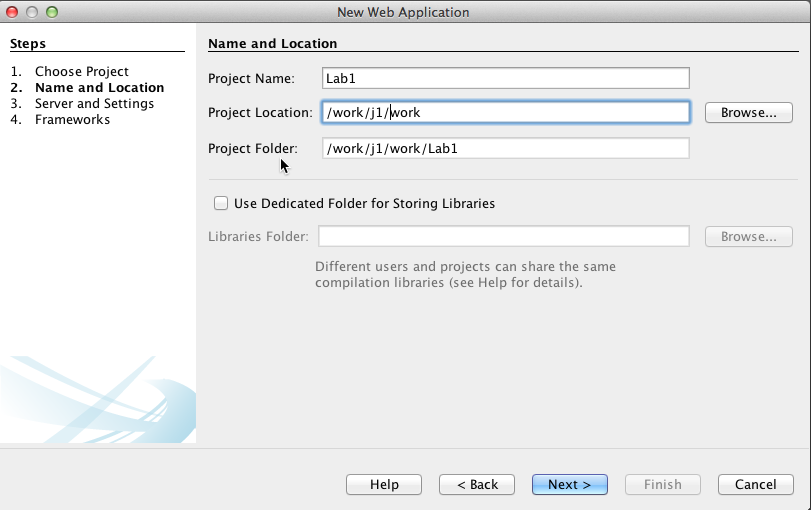 New Web Application
Steps
1. Choose Project
2. Name and Location
3. Server and Settings
4. Frameworks
Name and Location
Project Name: Lab1
Project Location: /work/j1/work Browse...
Project Folder: /work/j1/work/Lab1
Use Dedicated Folder for Storing Libraries
Libraries Folder: Browse...
Different users and projects can share the same
compilation libraries (see Help for details).
Help < Back Next > Finish Cancel